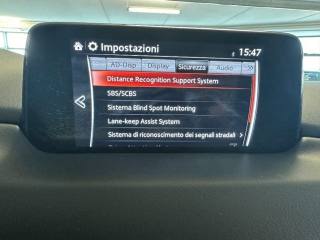 Impostazioni
15:47
AD-Disp Display Sicurezza Audio
Distance Recognition Support System
SBS/SCBS
Sistema Blind Spot Monitoring
Lane-keep Assist System
Sistema di riconoscimento dei segnali stradali